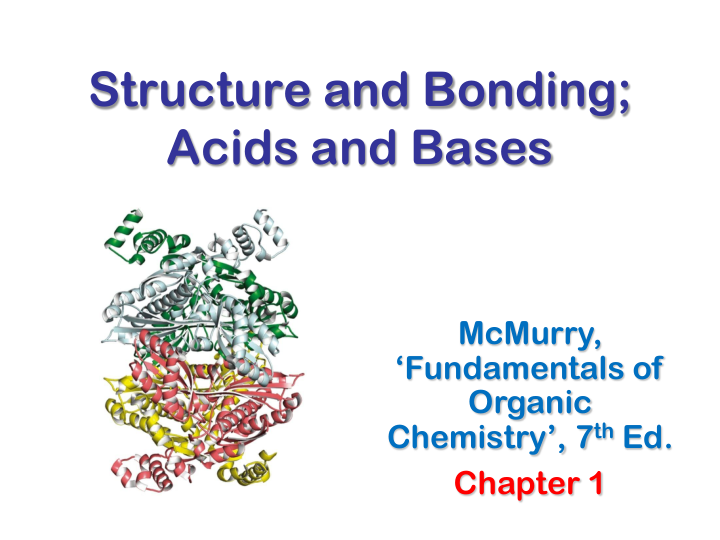 Structure and Bonding;
Acids and Bases
McMurry,
‘Fundamentals of
Organic
Chemistry’, 7th Ed.
Chapter 1